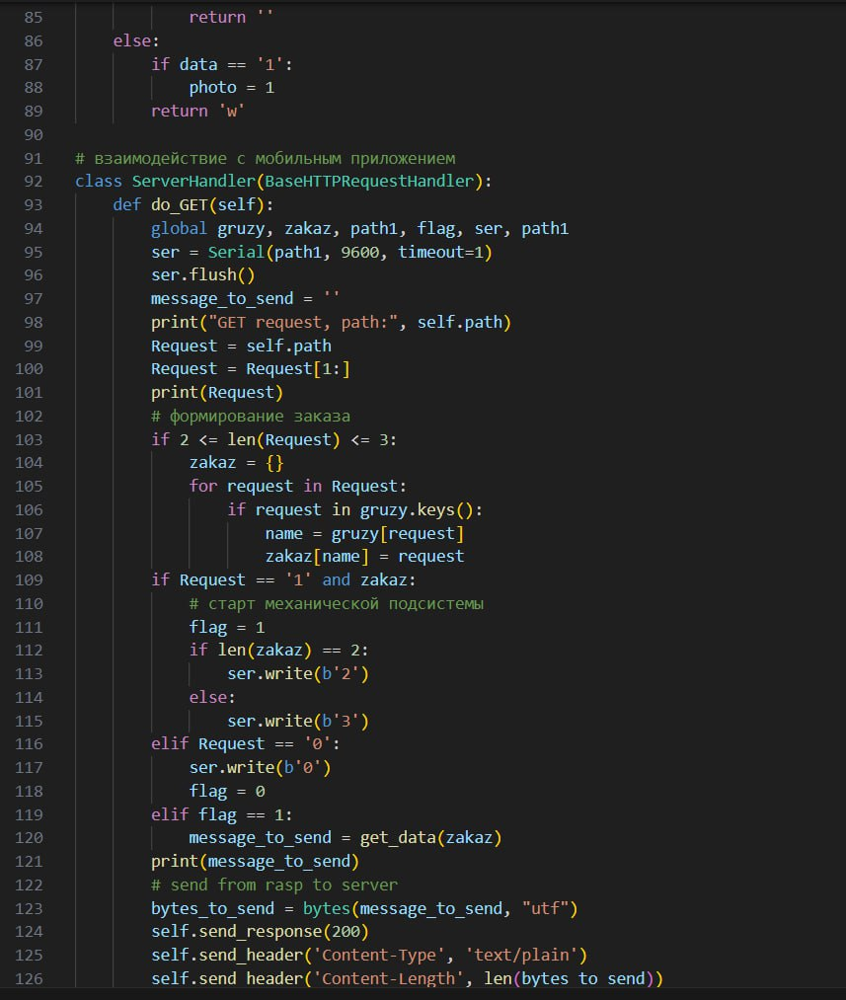 85 return ''
86 else:
87 if data == '1':
88 photo = 1
89 return 'w'
90
91 # взаимодействие с мобильным приложением
92 class ServerHandler(BaseHTTPRequestHandler):
93 def do_GET(self):
94 global gruzy, zakaz, path1, flag, ser, path1
95 ser = Serial(path1, 9600, timeout=1)
96 ser.flush()
97 message_to_send = ''
98 print("GET request, path:", self.path)
99 Request = self.path
100 Request = Request[1:]
101 print(Request)
102 # формирование заказа
103 if 2 <= len(Request) <= 3:
104 zakaz = {}
105 for request in Request:
106 if request in gruzy.keys():
107 name = gruzy[request]
108 zakaz[name] = request
109 if Request == '1' and zakaz:
110 # старт механической подсистемы
111 flag = 1
112 if len(zakaz) == 2:
113 ser.write(b'2')
114 else:
115 ser.write(b'3')
116 elif Request == '0':
117 ser.write(b'0')
118 flag = 0
119 elif flag == 1:
120 message_to_send = get_data(zakaz)
121 print(message_to_send)
122 # send from rasp to server
123 bytes_to_send = bytes(message_to_send, "utf")
124 self.send_response(200)
125 self.send_header('Content-Type', 'text/plain')
126 self.send_header('Content-Length', len(bytes_to_send))